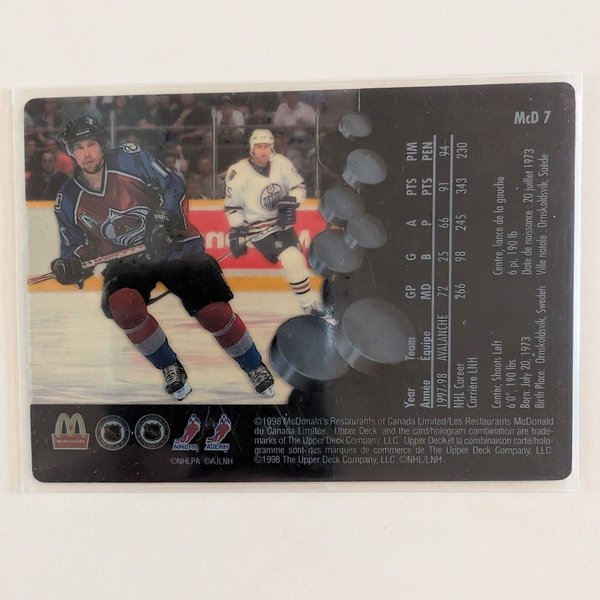 McD 7
Year Team GP G A PTS PIM
Année Équipe MD B P PTS PEN
1997-98 AVALANCHE 72 25 66 91 94
NHL Career 266 98 245 343 230
Carrière LNH
Center, Shoots Left
6'0" 190 lbs.
Born: July 20, 1973
Birth Place: Ornskoldsvik, Sweden
Centre, lance de la gauche
6 pi, 190 lb
Date de naissance : 20 juillet 1973
Ville natale : Ornskoldsvik, Suède
McDonald's
NHLPA AJLNH
©NHLPA ©AJLNH
©1998 McDonald's Restaurants of Canada Limited/Les Restaurants McDonald
du Canada Limitée. Upper Deck and the card/hologram combination are trade-
marks of The Upper Deck Company, LLC. Upper Deck et la combinaison carte/holo-
gramme sont des marques de commerce de The Upper Deck Company, LLC.
©1998 The Upper Deck Company, LLC. ©NHL/LNH.